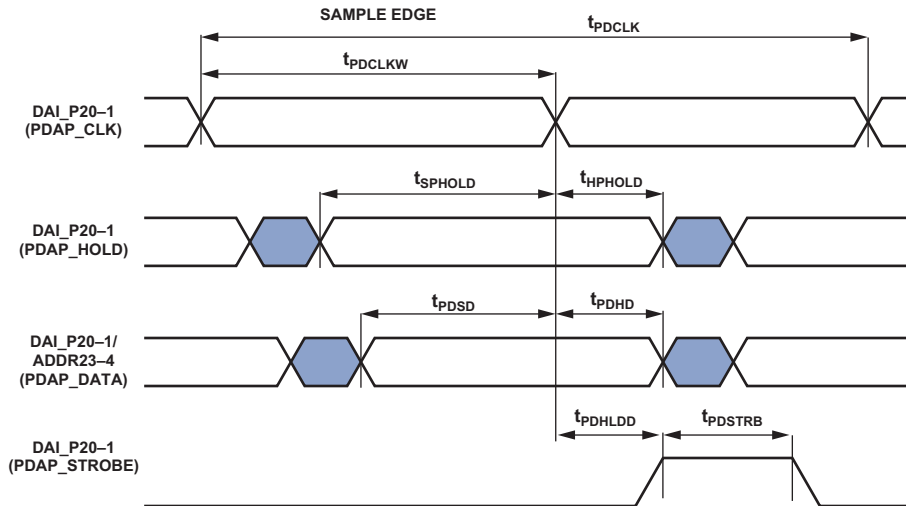 SAMPLE EDGE
tPDCLK
tPDCLKW
DAI_P20–1
(PDAP_CLK)
tSPHOLD
tHPHOLD
DAI_P20–1
(PDAP_HOLD)
tPDSD
tPDHD
DAI_P20–1/
ADDR23–4
(PDAP_DATA)
tPDHLDD
tPDSTRB
DAI_P20–1
(PDAP_STROBE)